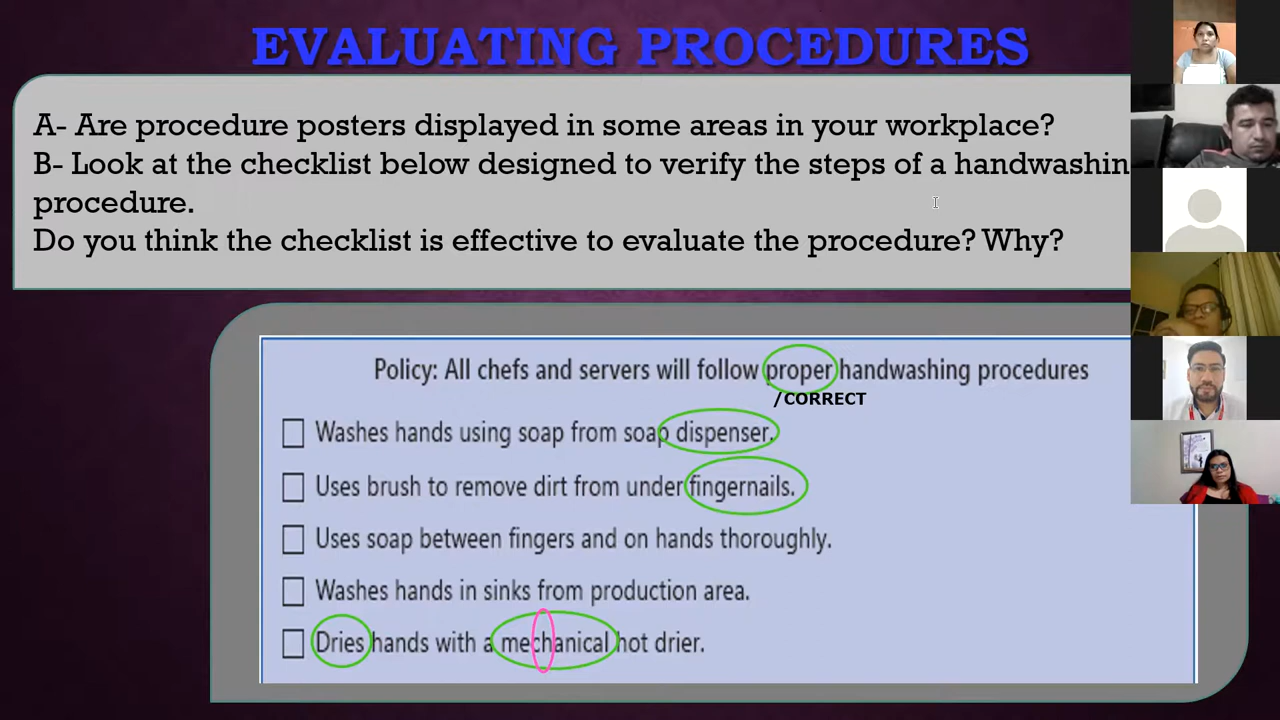 EVALUATING PROCEDURES
A- Are procedure posters displayed in some areas in your workplace?
B- Look at the checklist below designed to verify the steps of a handwashin
procedure.
Do you think the checklist is effective to evaluate the procedure? Why?
Policy: All chefs and servers will follow proper handwashing procedures
/CORRECT
Washes hands using soap from soap dispenser.
Uses brush to remove dirt from under fingernails.
Uses soap between fingers and on hands thoroughly.
Washes hands in sinks from production area.
Dries hands with a mechanical hot drier.